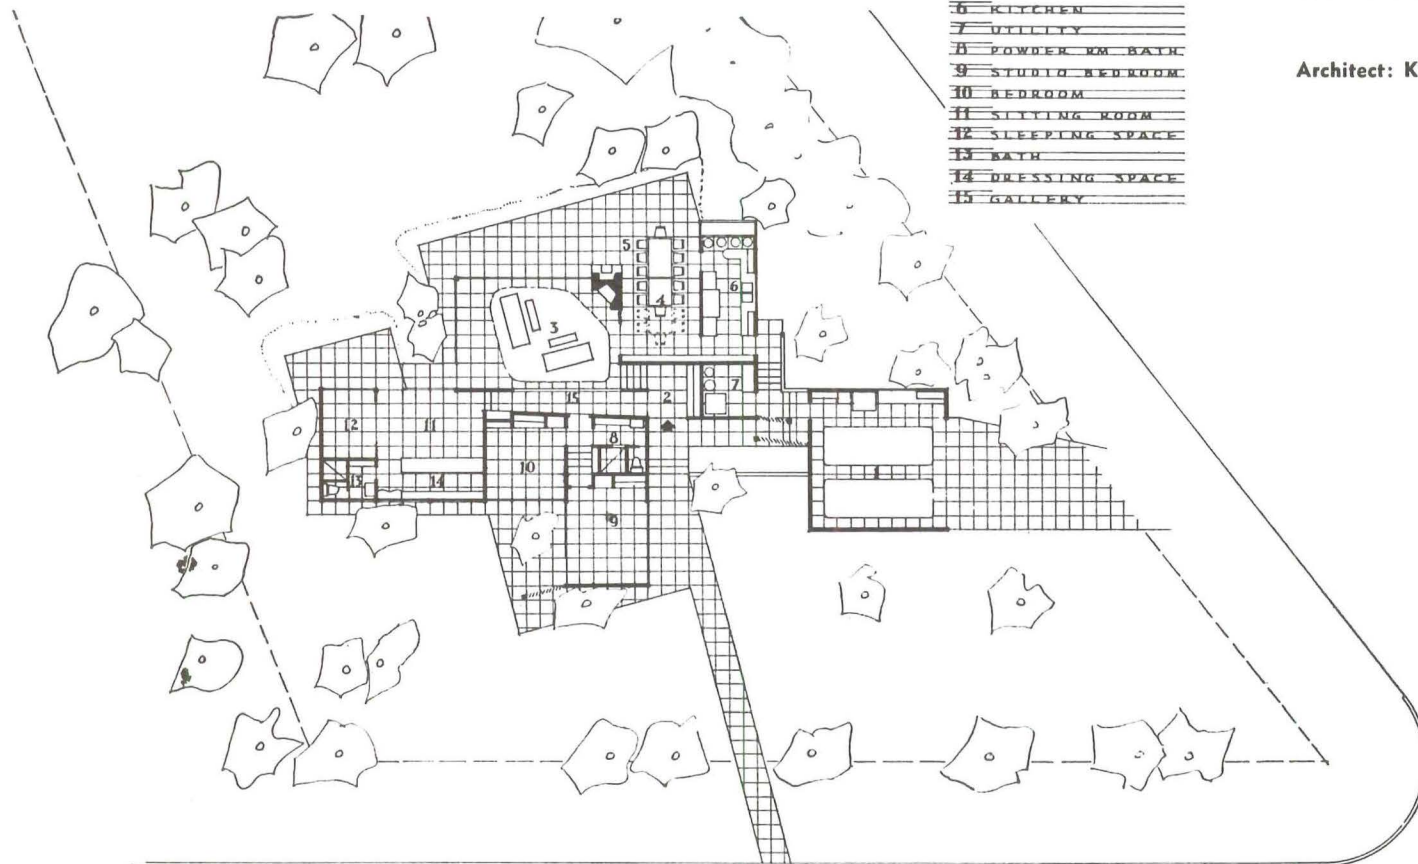 6 KITCHEN
7 UTILITY
8 POWDER RM BATH
9 STUDIO BEDROOM
10 BEDROOM
11 SITTING ROOM
12 SLEEPING SPACE
13 BATH
14 DRESSING SPACE
15 GALLERY
Architect: K
5
4
6
3
7
15
2
12
11
8
10
13
14
1
9